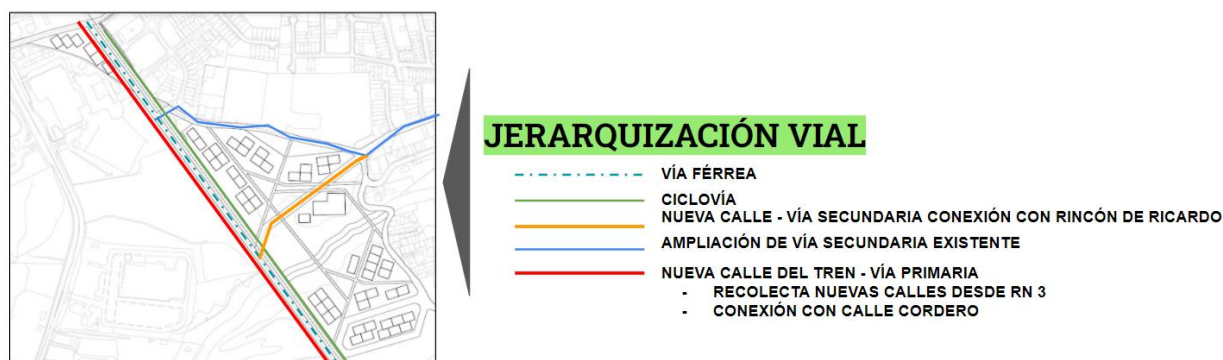 JERARQUIZACIÓN VIAL
VÍA FÉRREA
CICLOVÍA
NUEVA CALLE - VÍA SECUNDARIA CONEXIÓN CON RINCÓN DE RICARDO
AMPLIACIÓN DE VÍA SECUNDARIA EXISTENTE
NUEVA CALLE DEL TREN - VÍA PRIMARIA
- RECOLECTA NUEVAS CALLES DESDE RN 3
- CONEXIÓN CON CALLE CORDERO